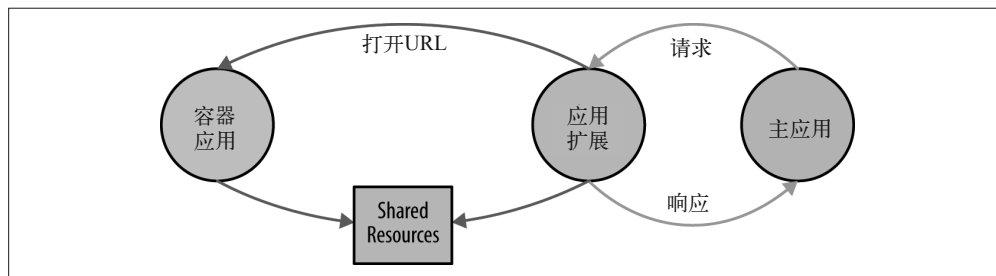 打开URL
请求
容器
应用
应用
扩展
主应用
Shared
Resources
响应